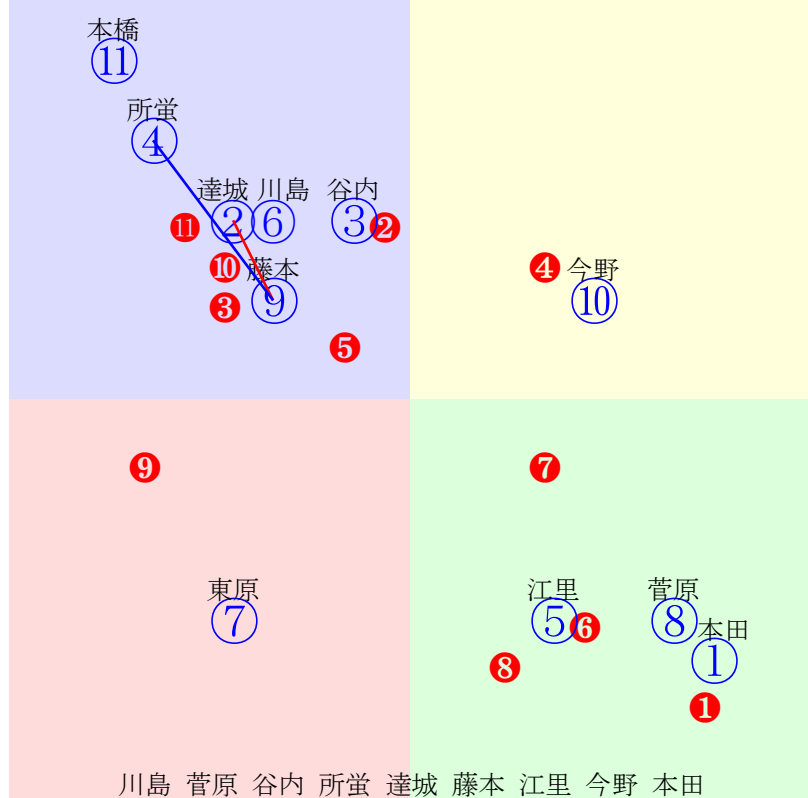 本橋
⑪
所蛍
④
達城 川島 谷内
⓫ ② ⑥ ③ ❷
❿ 藤本 ❹ 今野
❸ ⑨ ⑩
❺
❾ ❼
東原 江里 菅原
⑦ ⑤ ❻ ⑧ 本田
❽ ①
❶
川島 菅原 谷内 所蛍 達城 藤本 江里 今野 本田